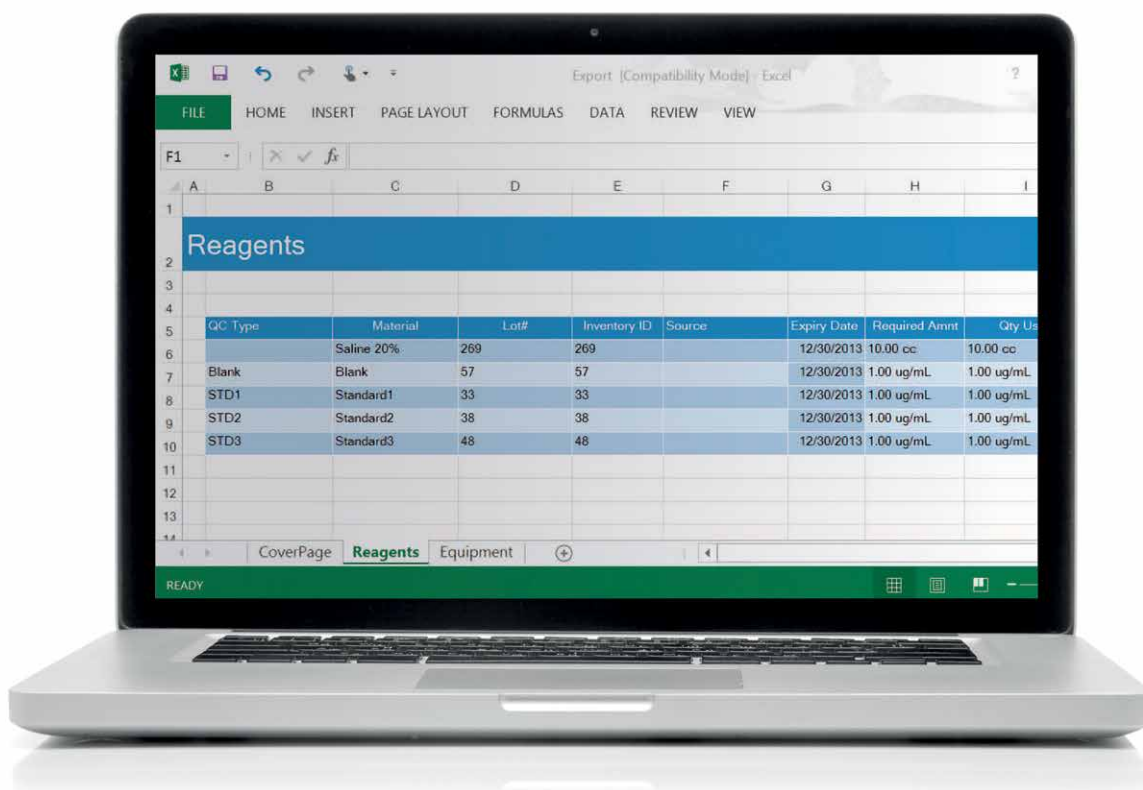 Export [Compatibility Mode] - Excel ?
FILE HOME INSERT PAGE LAYOUT FORMULAS DATA REVIEW VIEW
F1 fx
A B C D E F G H I
1
2 Reagents
3
4
5 QC Type Material Lot# Inventory ID Source Expiry Date Required Amnt Qty Us
6 Saline 20% 269 269 12/30/2013 10.00 cc 10.00 cc
7 Blank Blank 57 57 12/30/2013 1.00 ug/mL 1.00 ug/mL
8 STD1 Standard1 33 33 12/30/2013 1.00 ug/mL 1.00 ug/mL
9 STD2 Standard2 38 38 12/30/2013 1.00 ug/mL 1.00 ug/mL
10 STD3 Standard3 48 48 12/30/2013 1.00 ug/mL 1.00 ug/mL
11
12
13
14
CoverPage Reagents Equipment
READY